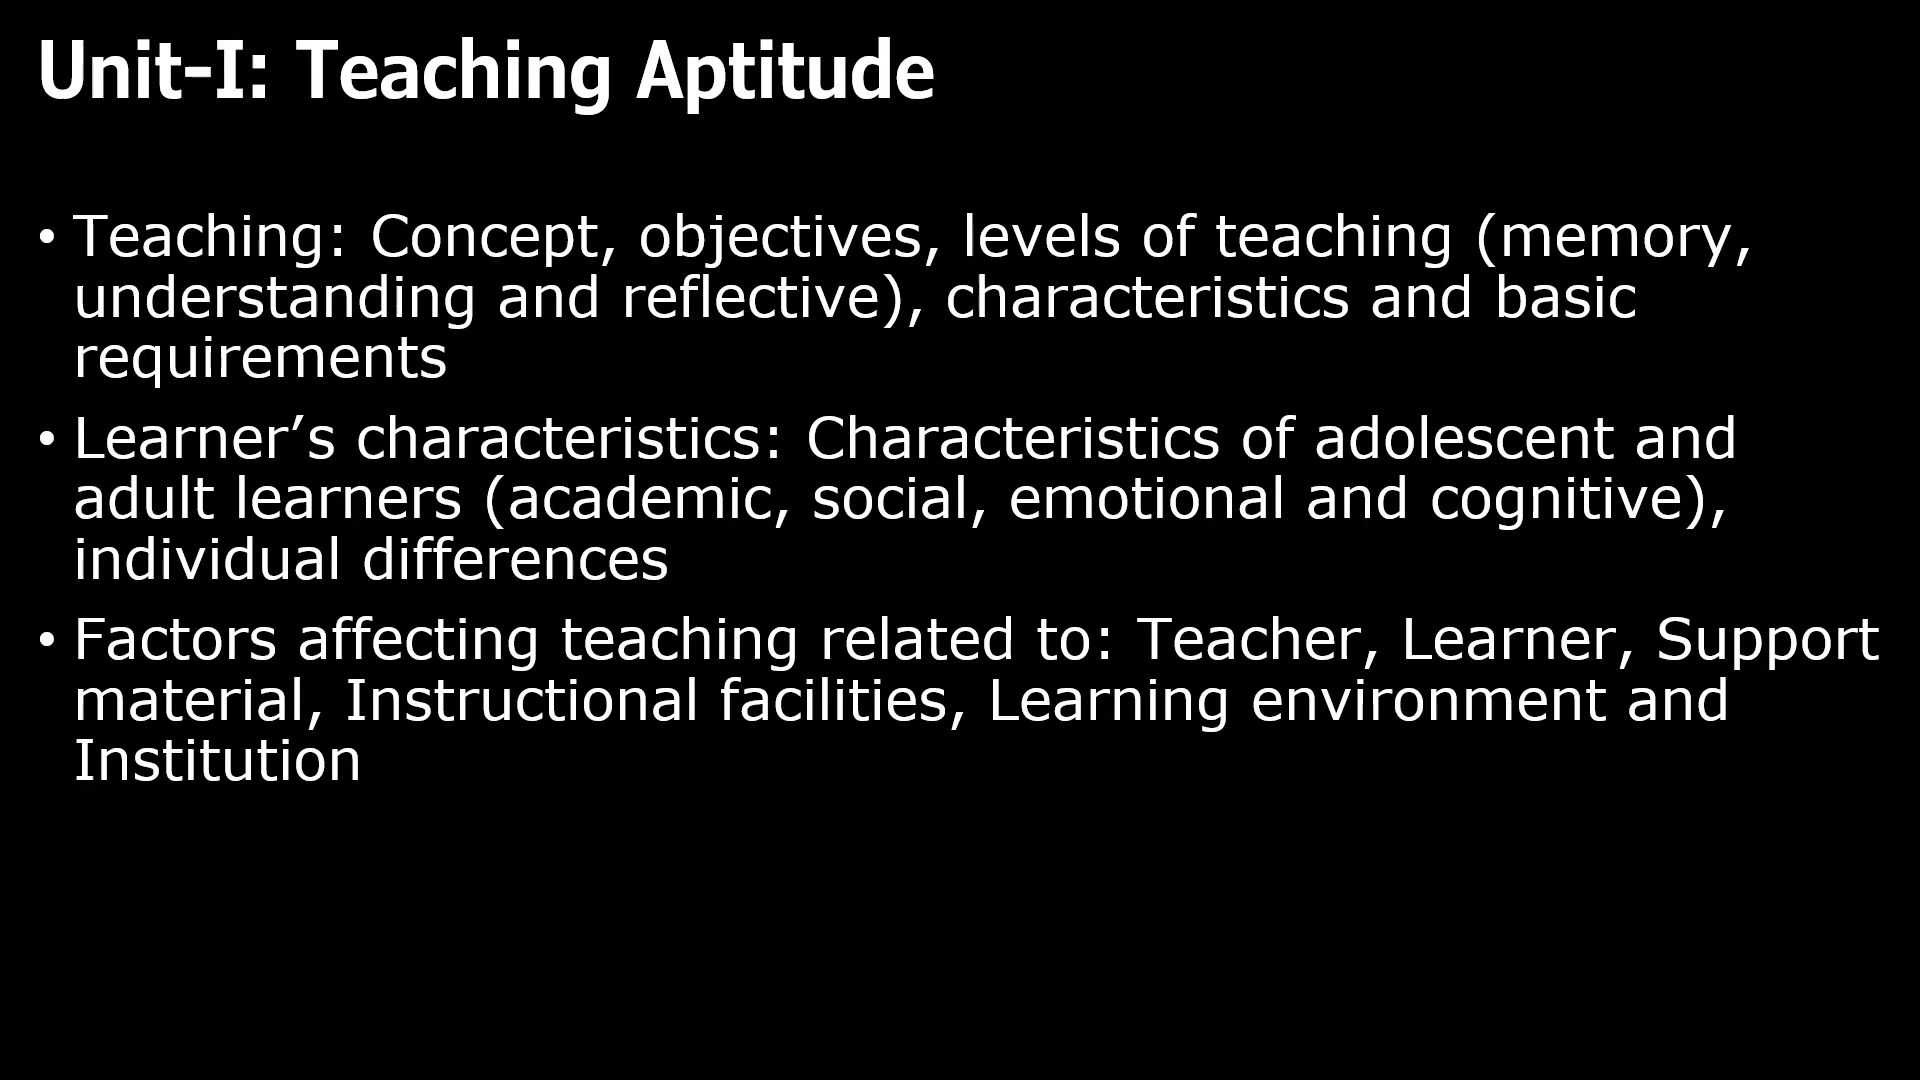 Unit-I: Teaching Aptitude
• Teaching: Concept, objectives, levels of teaching (memory,
understanding and reflective), characteristics and basic
requirements
• Learner’s characteristics: Characteristics of adolescent and
adult learners (academic, social, emotional and cognitive),
individual differences
• Factors affecting teaching related to: Teacher, Learner, Support
material, Instructional facilities, Learning environment and
Institution